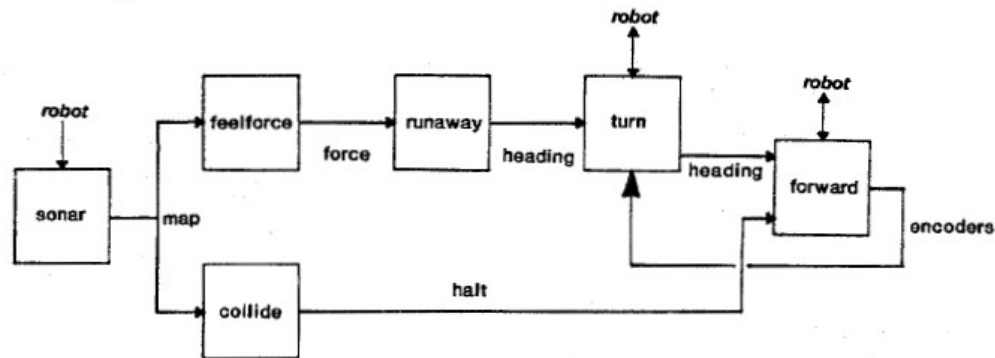 robot
robot
robot
feelforce
runaway
turn
force
heading
heading
forward
sonar
map
encoders
halt
collide